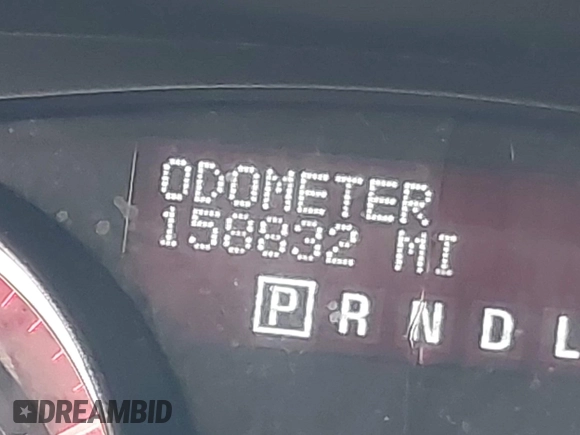 ODOMETER
158832 MI
P R N D L
DREAMBID